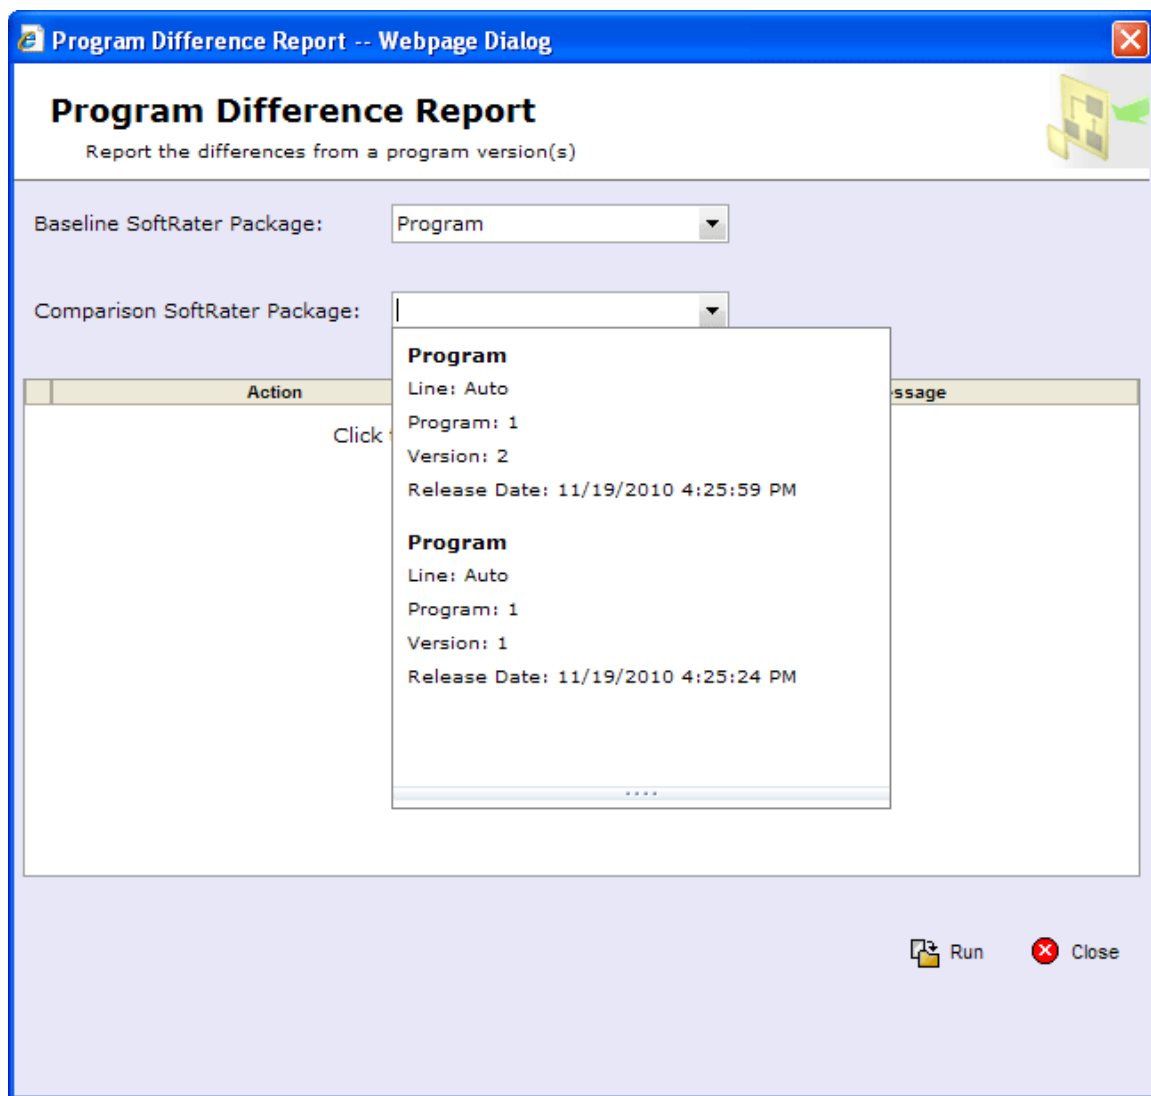 Program Difference Report -- Webpage Dialog
Program Difference Report
Report the differences from a program version(s)
Baseline SoftRater Package: Program
Comparison SoftRater Package:
Program
Line: Auto
Action ssage
Program: 1
Click
Version: 2
Release Date: 11/19/2010 4:25:59 PM
Program
Line: Auto
Program: 1
Version: 1
Release Date: 11/19/2010 4:25:24 PM
Run Close